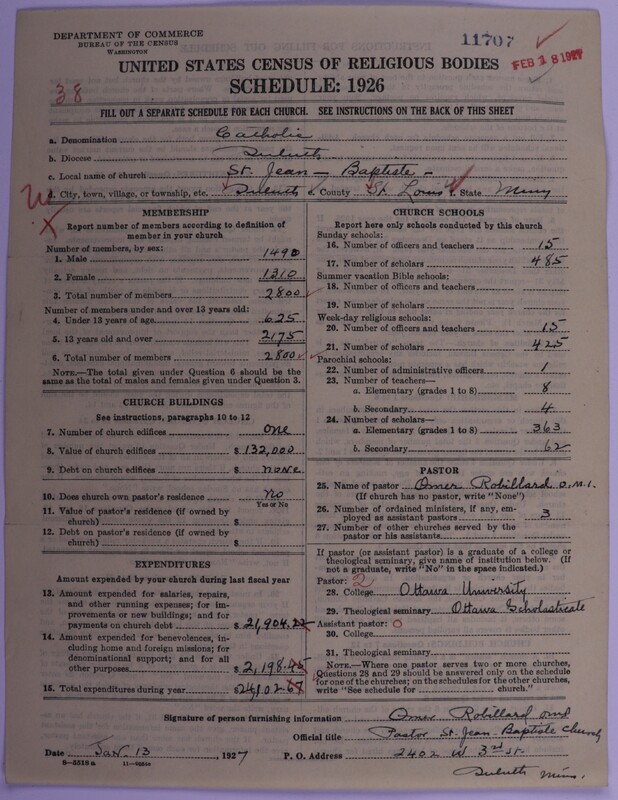 DEPARTMENT OF COMMERCE
BUREAU OF THE CENSUS
WASHINGTON
11707
FEB 18 1927
UNITED STATES CENSUS OF RELIGIOUS BODIES
SCHEDULE: 1926
38
FILL OUT A SEPARATE SCHEDULE FOR EACH CHURCH. SEE INSTRUCTIONS ON THE BACK OF THIS SHEET
a. Denomination Catholic
b. Diocese Duluth
c. Local name of church St. Jean - Baptiste -
d. City, town, village, or township, etc. Duluth e. County St. Louis f. State Minn
MEMBERSHIP
Report number of members according to definition of member in your church
Number of members, by sex:
1. Male 1490
2. Female 1310
3. Total number of members 2800
Number of members under and over 13 years old:
4. Under 13 years of age 625
5. 13 years old and over 2175
6. Total number of members 2800
NOTE.—The total given under Question 6 should be
same as the total of males and females given under Question 3.
CHURCH BUILDINGS
See instructions, paragraphs 10 to 12
7. Number of church edifices one
8. Value of church edifices $ 132,000
9. Debt on church edifices $ none
10. Does church own pastor's residence no
Yes or No
11. Value of pastor's residence (if owned by
church) $
12. Debt on pastor's residence (if owned by
church) $
EXPENDITURES
Amount expended by your church during last fiscal year
13. Amount expended for salaries, repairs,
and other running expenses; for im-
provements or new buildings; and for
payments on church debt $ 21,904.22
14. Amount expended for benevolences, in-
cluding home and foreign missions; for
denominational support; and for all
other purposes $ 2,198.45
15. Total expenditures during year $ 24,102.67
CHURCH SCHOOLS
Report here only schools conducted by this church
Sunday schools:
16. Number of officers and teachers 15
17. Number of scholars 485
Summer vacation Bible schools:
18. Number of officers and teachers
19. Number of scholars
Week-day religious schools:
20. Number of officers and teachers 15
21. Number of scholars 425
Parochial schools:
22. Number of administrative officers 1
23. Number of teachers—
a. Elementary (grades 1 to 8) 8
b. Secondary 4
24. Number of scholars—
a. Elementary (grades 1 to 8) 363
b. Secondary 62
PASTOR
25. Name of pastor Omer Robillard O.M.I.
(If church has no pastor, write "None")
26. Number of ordained ministers, if any, em-
ployed as assistant pastors 3
27. Number of other churches served by the
pastor or his assistants
If pastor (or assistant pastor) is a graduate of a college or
theological seminary, give name of institution below. (If
not a graduate, write "No" in the space indicated.)
Pastor: 2
28. College Ottawa University
29. Theological seminary Ottawa Scholasticate
Assistant pastor: 0
30. College
31. Theological seminary
NOTE.—Where one pastor serves two or more churches,
Questions 28 and 29 should be answered only on the schedule
for one of the churches; on the schedules for the other churches,
write "See schedule for church."
Signature of person furnishing information Omer Robillard omi
Official title Pastor St. Jean-Baptiste Church
Date Jan 13, 1927 P. O. Address 2402 W 3rd st.
8—5318a 11—9051a
Duluth Minn.